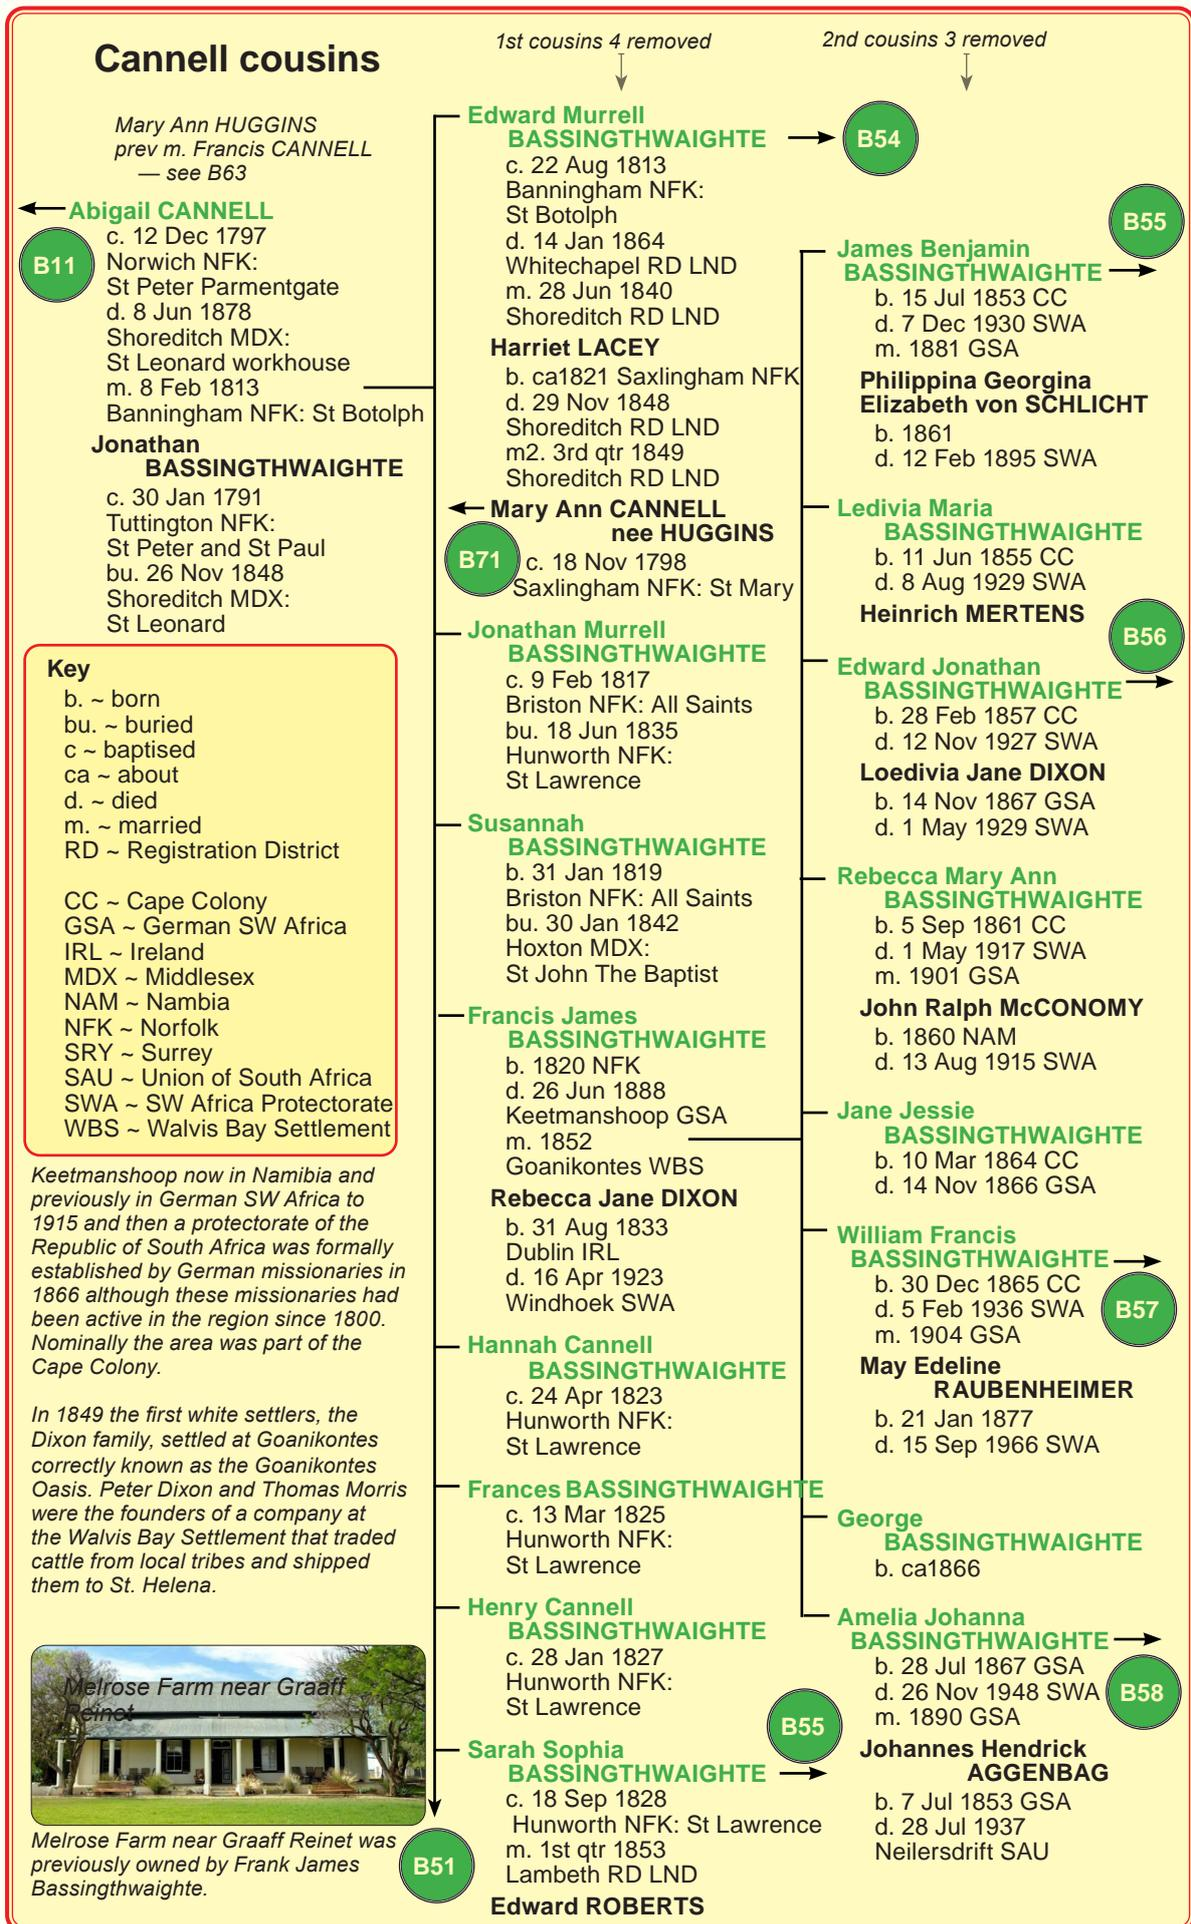 Cannell cousins
1st cousins 4 removed
2nd cousins 3 removed
Mary Ann HUGGINS
prev m. Francis CANNELL
— see B63
Abigail CANNELL
B11
c. 12 Dec 1797
Norwich NFK:
St Peter Parmentgate
d. 8 Jun 1878
Shoreditch MDX:
St Leonard workhouse
m. 8 Feb 1813
Banningham NFK: St Botolph
Jonathan
BASSINGTHWAIGHTE
c. 30 Jan 1791
Tuttington NFK:
St Peter and St Paul
bu. 26 Nov 1848
Shoreditch MDX:
St Leonard
Key
b. ~ born
bu. ~ buried
c ~ baptised
ca ~ about
d. ~ died
m. ~ married
RD ~ Registration District
CC ~ Cape Colony
GSA ~ German SW Africa
IRL ~ Ireland
MDX ~ Middlesex
NAM ~ Nambia
NFK ~ Norfolk
SRY ~ Surrey
SAU ~ Union of South Africa
SWA ~ SW Africa Protectorate
WBS ~ Walvis Bay Settlement
Keetmanshoop now in Namibia and
previously in German SW Africa to
1915 and then a protectorate of the
Republic of South Africa was formally
established by German missionaries in
1866 although these missionaries had
been active in the region since 1800.
Nominally the area was part of the
Cape Colony.
In 1849 the first white settlers, the
Dixon family, settled at Goanikontes
correctly known as the Goanikontes
Oasis. Peter Dixon and Thomas Morris
were the founders of a company at
the Walvis Bay Settlement that traded
cattle from local tribes and shipped
them to St. Helena.
Melrose Farm near Graaff
Reinot
Melrose Farm near Graaff Reinet was
previously owned by Frank James
Bassingthwaighte.
Edward Murrell
BASSINGTHWAIGHTE
B54
c. 22 Aug 1813
Banningham NFK:
St Botolph
d. 14 Jan 1864
Whitechapel RD LND
m. 28 Jun 1840
Shoreditch RD LND
Harriet LACEY
b. ca1821 Saxlingham NFK
d. 29 Nov 1848
Shoreditch RD LND
m2. 3rd qtr 1849
Shoreditch RD LND
Mary Ann CANNELL
nee HUGGINS
B71
c. 18 Nov 1798
Saxlingham NFK: St Mary
Jonathan Murrell
BASSINGTHWAIGHTE
c. 9 Feb 1817
Briston NFK: All Saints
bu. 18 Jun 1835
Hunworth NFK:
St Lawrence
Susannah
BASSINGTHWAIGHTE
b. 31 Jan 1819
Briston NFK: All Saints
bu. 30 Jan 1842
Hoxton MDX:
St John The Baptist
Francis James
BASSINGTHWAIGHTE
b. 1820 NFK
d. 26 Jun 1888
Keetmanshoop GSA
m. 1852
Goanikontes WBS
Rebecca Jane DIXON
b. 31 Aug 1833
Dublin IRL
d. 16 Apr 1923
Windhoek SWA
Hannah Cannell
BASSINGTHWAIGHTE
c. 24 Apr 1823
Hunworth NFK:
St Lawrence
Frances BASSINGTHWAIGHTE
c. 13 Mar 1825
Hunworth NFK:
St Lawrence
Henry Cannell
BASSINGTHWAIGHTE
c. 28 Jan 1827
Hunworth NFK:
St Lawrence
B55
Sarah Sophia
BASSINGTHWAIGHTE
c. 18 Sep 1828
Hunworth NFK: St Lawrence
m. 1st qtr 1853
Lambeth RD LND
B51
Edward ROBERTS
B55
James Benjamin
BASSINGTHWAIGHTE
b. 15 Jul 1853 CC
d. 7 Dec 1930 SWA
m. 1881 GSA
Philippina Georgina
Elizabeth von SCHLICHT
b. 1861
d. 12 Feb 1895 SWA
Ledivia Maria
BASSINGTHWAIGHTE
b. 11 Jun 1855 CC
d. 8 Aug 1929 SWA
Heinrich MERTENS
B56
Edward Jonathan
BASSINGTHWAIGHTE
b. 28 Feb 1857 CC
d. 12 Nov 1927 SWA
Loedivia Jane DIXON
b. 14 Nov 1867 GSA
d. 1 May 1929 SWA
Rebecca Mary Ann
BASSINGTHWAIGHTE
b. 5 Sep 1861 CC
d. 1 May 1917 SWA
m. 1901 GSA
John Ralph McCONOMY
b. 1860 NAM
d. 13 Aug 1915 SWA
Jane Jessie
BASSINGTHWAIGHTE
b. 10 Mar 1864 CC
d. 14 Nov 1866 GSA
William Francis
BASSINGTHWAIGHTE
b. 30 Dec 1865 CC
d. 5 Feb 1936 SWA
B57
m. 1904 GSA
May Edeline
RAUBENHEIMER
b. 21 Jan 1877
d. 15 Sep 1966 SWA
George
BASSINGTHWAIGHTE
b. ca1866
Amelia Johanna
BASSINGTHWAIGHTE
b. 28 Jul 1867 GSA
d. 26 Nov 1948 SWA
B58
m. 1890 GSA
Johannes Hendrick
AGGENBAG
b. 7 Jul 1853 GSA
d. 28 Jul 1937
Neilersdrift SAU